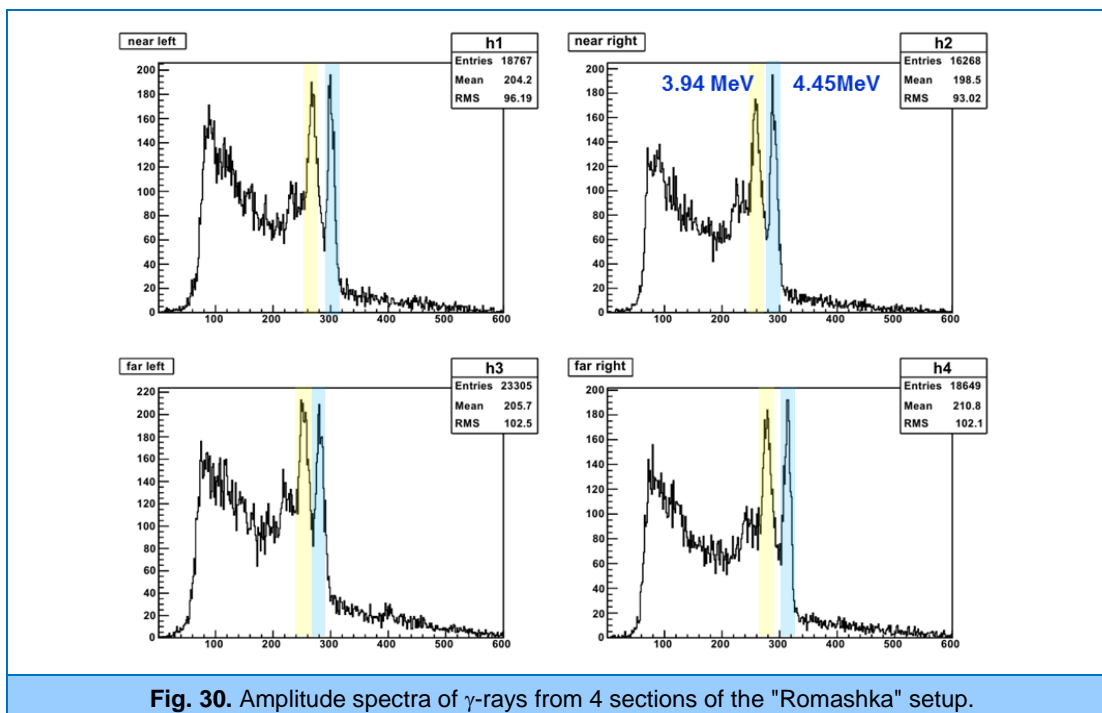 near left
h1
Entries 18767
Mean 204.2
RMS 96.19
200
180
160
140
120
100
80
60
40
20
0
100 200 300 400 500 600
near right
h2
Entries 16268
Mean 198.5
RMS 93.02
3.94 MeV 4.45MeV
200
180
160
140
120
100
80
60
40
20
0
100 200 300 400 500 600
far left
h3
Entries 23305
Mean 205.7
RMS 102.5
220
200
180
160
140
120
100
80
60
40
20
0
100 200 300 400 500 600
far right
h4
Entries 18649
Mean 210.8
RMS 102.1
200
180
160
140
120
100
80
60
40
20
0
100 200 300 400 500 600
Fig. 30. Amplitude spectra of γ-rays from 4 sections of the "Romashka" setup.